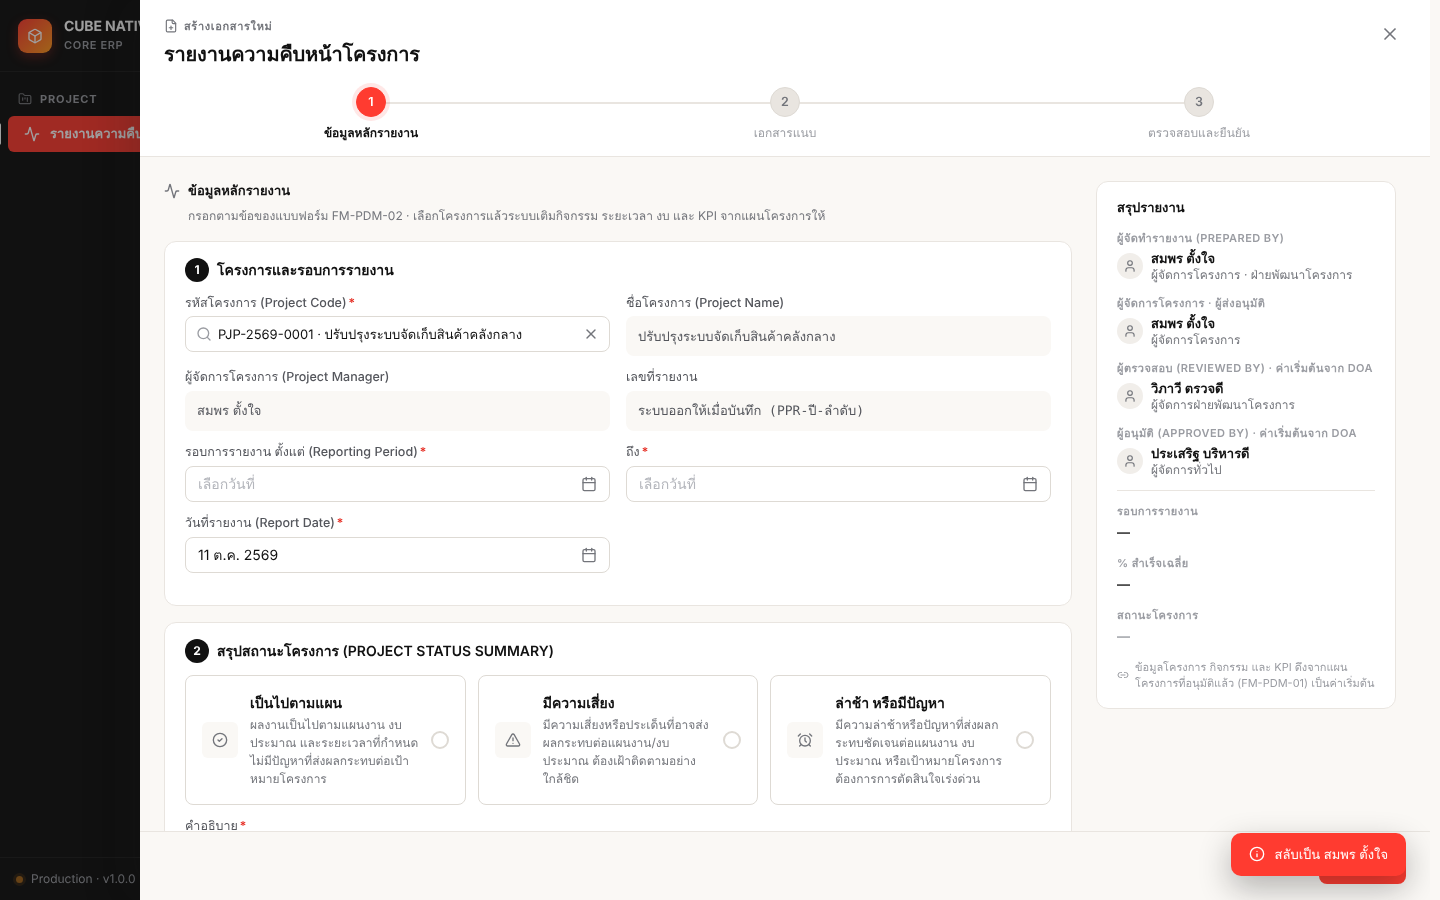 CUBE NATIV
CORE ERP
PROJECT
รายงานความคืบ
Production · v1.0.0
สร้างเอกสารใหม่
รายงานความคืบหน้าโครงการ
1
2
3
ข้อมูลหลักรายงาน
เอกสารแนบ
ตรวจสอบและยืนยัน
ข้อมูลหลักรายงาน
กรอกตามข้อของแบบฟอร์ม FM-PDM-02 · เลือกโครงการแล้วระบบเติมกิจกรรม ระยะเวลา งบ และ KPI จากแผนโครงการให้
1 โครงการและรอบการรายงาน
รหัสโครงการ (Project Code) *
ชื่อโครงการ (Project Name)
PJP-2569-0001 · ปรับปรุงระบบจัดเก็บสินค้าคลังกลาง
ปรับปรุงระบบจัดเก็บสินค้าคลังกลาง
ผู้จัดการโครงการ (Project Manager)
เลขที่รายงาน
สมพร ตั้งใจ
ระบบออกให้เมื่อบันทึก (PPR-ปี-ลำดับ)
รอบการรายงาน ตั้งแต่ (Reporting Period) *
ถึง *
เลือกวันที่
เลือกวันที่
วันที่รายงาน (Report Date) *
11 ต.ค. 2569
2 สรุปสถานะโครงการ (PROJECT STATUS SUMMARY)
เป็นไปตามแผน
ผลงานเป็นไปตามแผนงาน งบ
ประมาณ และระยะเวลาที่กำหนด
ไม่มีปัญหาที่ส่งผลกระทบต่อเป้า
หมายโครงการ
มีความเสี่ยง
มีความเสี่ยงหรือประเด็นที่อาจส่ง
ผลกระทบต่อแผนงาน/งบ
ประมาณ ต้องเฝ้าติดตามอย่าง
ใกล้ชิด
ล่าช้า หรือมีปัญหา
มีความล่าช้าหรือปัญหาที่ส่งผลก
ระทบชัดเจนต่อแผนงาน งบ
ประมาณ หรือเป้าหมายโครงการ
ต้องการการตัดสินใจเร่งด่วน
คำอธิบาย *
สรุปรายงาน
ผู้จัดทำรายงาน (PREPARED BY)
สมพร ตั้งใจ
ผู้จัดการโครงการ · ฝ่ายพัฒนาโครงการ
ผู้จัดการโครงการ · ผู้ส่งอนุมัติ
สมพร ตั้งใจ
ผู้จัดการโครงการ
ผู้ตรวจสอบ (REVIEWED BY) · ค่าเริ่มต้นจาก DOA
วิภาวี ตรวจดี
ผู้จัดการฝ่ายพัฒนาโครงการ
ผู้อนุมัติ (APPROVED BY) · ค่าเริ่มต้นจาก DOA
ประเสริฐ บริหารดี
ผู้จัดการทั่วไป
รอบการรายงาน
—
% สำเร็จเฉลี่ย
—
สถานะโครงการ
—
ข้อมูลโครงการ กิจกรรม และ KPI ดึงจากแผน
โครงการที่อนุมัติแล้ว (FM-PDM-01) เป็นค่าเริ่มต้น
สลับเป็น สมพร ตั้งใจ